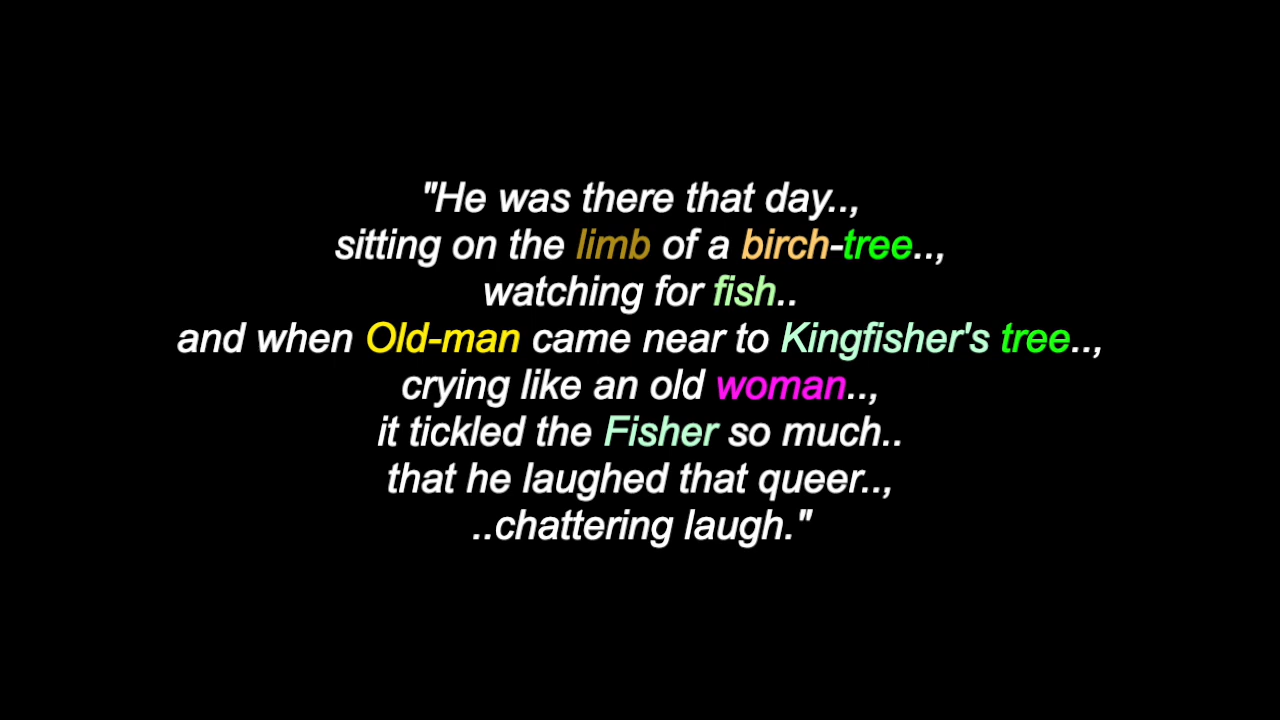 "He was there that day..,
sitting on the limb of a birch-tree..,
watching for fish..
and when Old-man came near to Kingfisher's tree..,
crying like an old woman..,
it tickled the Fisher so much..
that he laughed that queer..,
..chattering laugh."